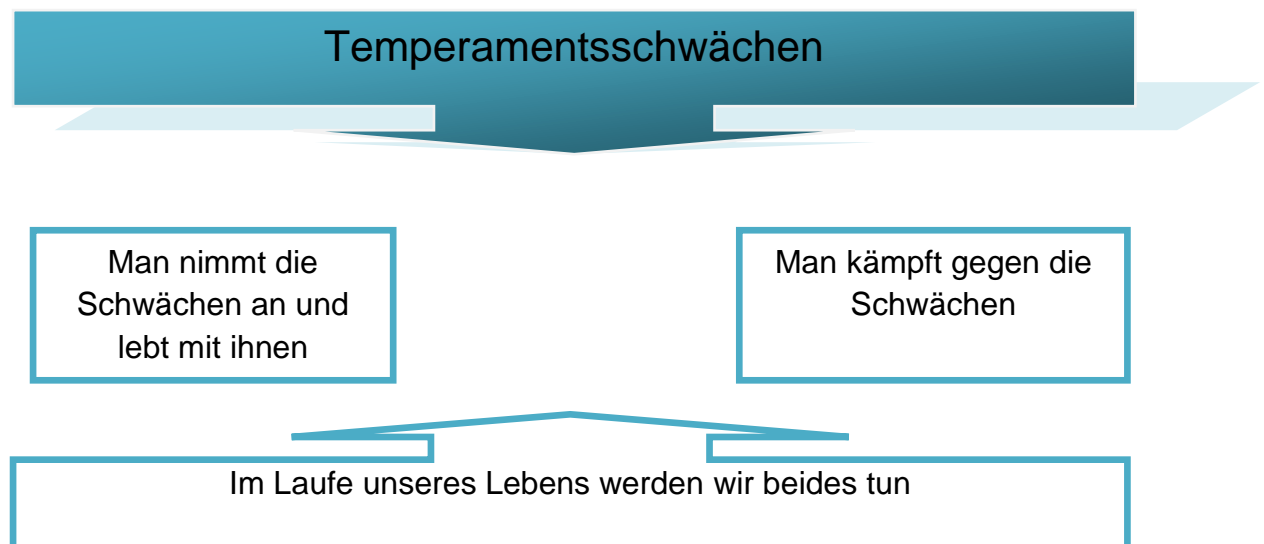 Temperamentsschwächen
Man nimmt die
Schwächen an und
lebt mit ihnen
Man kämpft gegen die
Schwächen
Im Laufe unseres Lebens werden wir beides tun